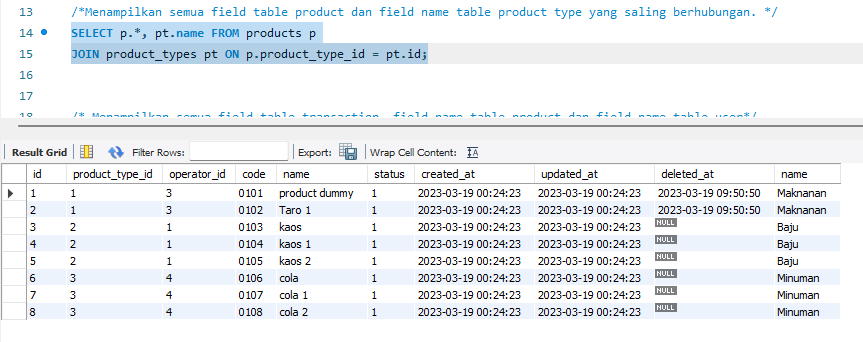 13 /*Menampilkan semua field table product dan field name table product type yang saling berhubungan. */
14 SELECT p.*, pt.name FROM products p
15 JOIN product_types pt ON p.product_type_id = pt.id;
16
17
18 /* Menampilkan semua field table transaction, field name table product dan field name table user*/
Result Grid Filter Rows: Export: Wrap Cell Content:
id product_type_id operator_id code name status created_at updated_at deleted_at name
1 1 3 0101 product dummy 1 2023-03-19 00:24:23 2023-03-19 00:24:23 2023-03-19 09:50:50 Maknanan
2 1 3 0102 Taro 1 1 2023-03-19 00:24:23 2023-03-19 00:24:23 2023-03-19 09:50:50 Maknanan
3 2 1 0103 kaos 1 2023-03-19 00:24:23 2023-03-19 00:24:23 NULL Baju
4 2 1 0104 kaos 1 1 2023-03-19 00:24:23 2023-03-19 00:24:23 NULL Baju
5 2 1 0105 kaos 2 1 2023-03-19 00:24:23 2023-03-19 00:24:23 NULL Baju
6 3 4 0106 cola 1 2023-03-19 00:24:23 2023-03-19 00:24:23 NULL Minuman
7 3 4 0107 cola 1 1 2023-03-19 00:24:23 2023-03-19 00:24:23 NULL Minuman
8 3 4 0108 cola 2 1 2023-03-19 00:24:23 2023-03-19 00:24:23 NULL Minuman